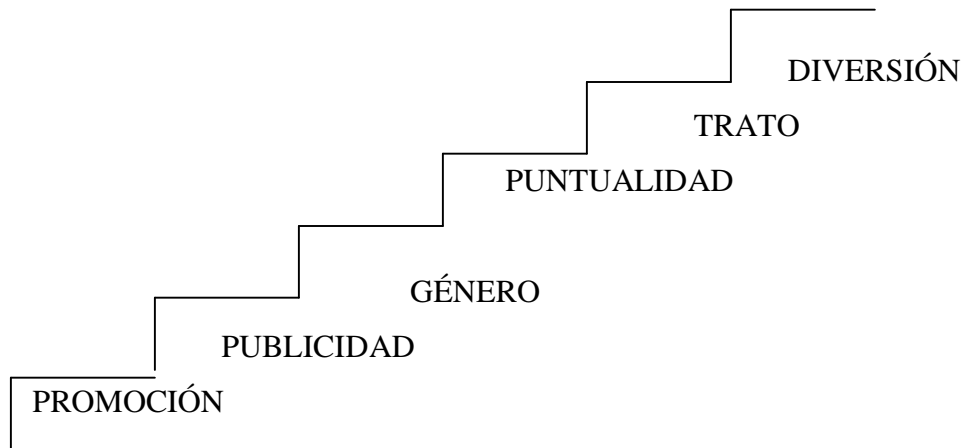 DIVERSIÓN
TRATO
PUNTUALIDAD
GÉNERO
PUBLICIDAD
PROMOCIÓN